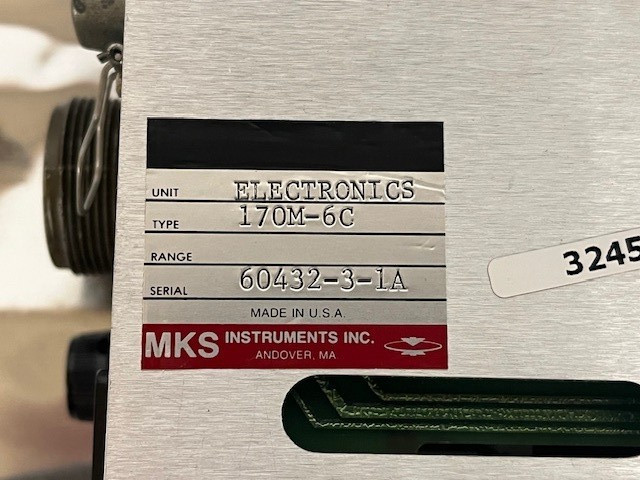 UNIT ELECTRONICS
TYPE 170M-6C
RANGE
SERIAL 60432-3-1A
MADE IN U.S.A.
MKS INSTRUMENTS INC.
ANDOVER, MA
3245